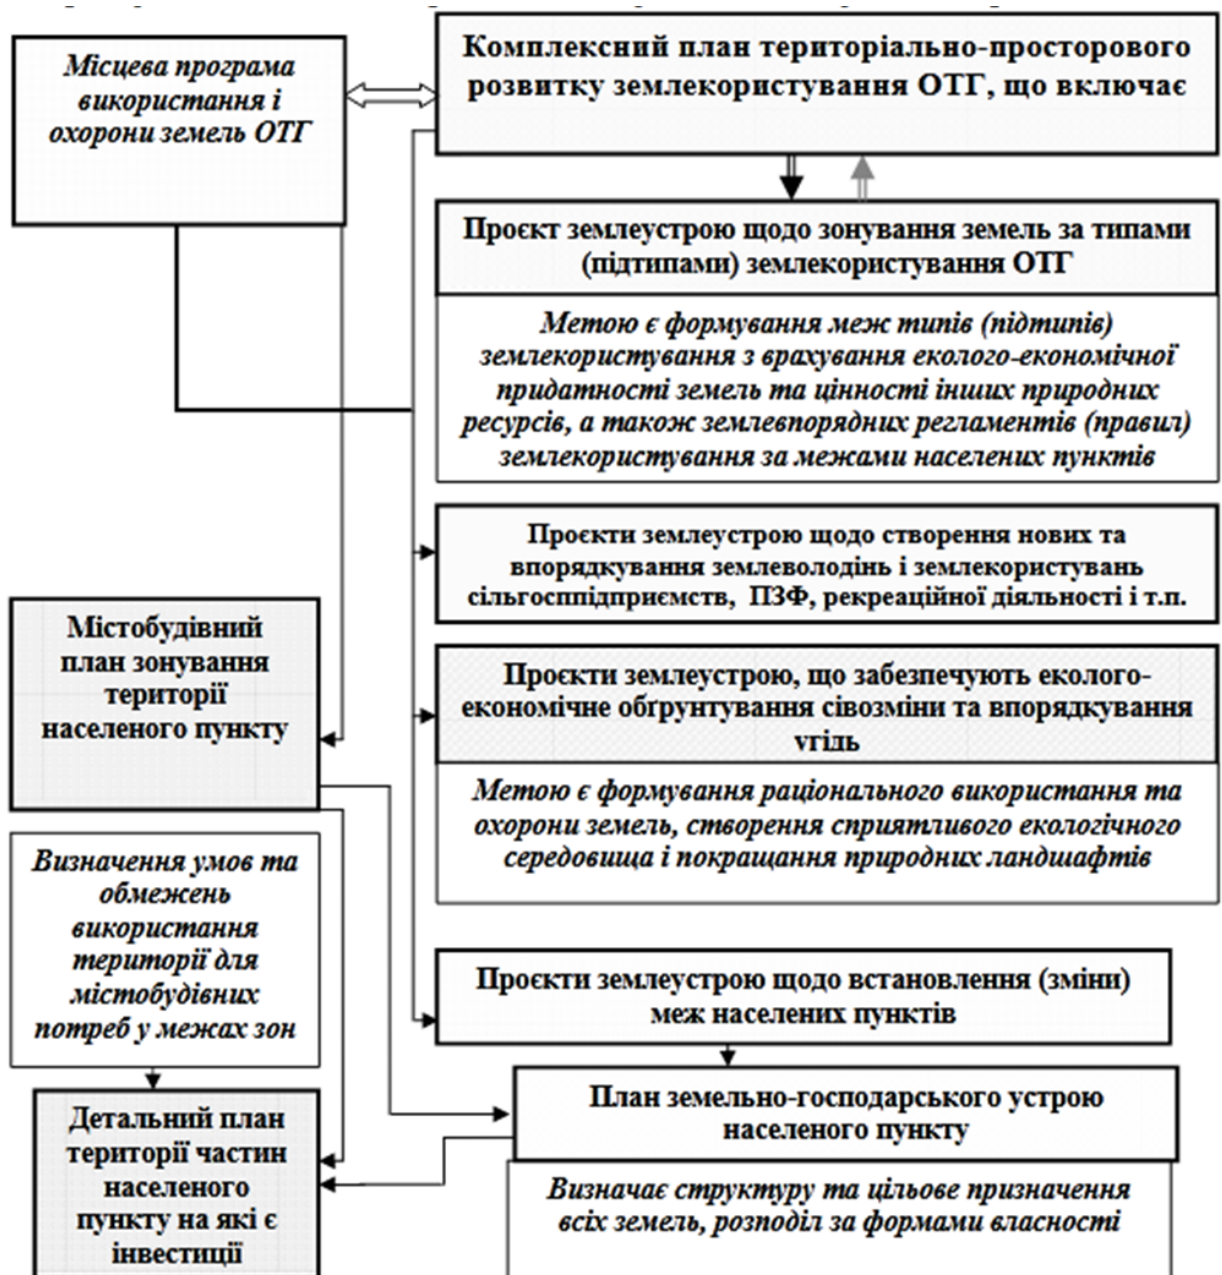 Місцева програма
використання і
охорони земель ОТГ
Комплексний план територіально-просторового
розвитку землекористування ОТГ, що включає
Проєкт землеустрою щодо зонування земель за типами
(підтипами) землекористування ОТГ
Метою є формування меж типів (підтипів)
землекористування з врахування еколого-економічної
придатності земель та цінності інших природних
ресурсів, а також землевпорядних регламентів (правил)
землекористування за межами населених пунктів
Проєкти землеустрою щодо створення нових та
впорядкування землеволодінь і землекористувань
сільгосппідприємств, ПЗФ, рекреаційної діяльності і т.п.
Містобудівний
план зонування
території
населеного пункту
Проєкти землеустрою, що забезпечують еколого-
економічне обґрунтування сівозміни та впорядкування
угідь
Метою є формування раціонального використання та
охорони земель, створення сприятливого екологічного
середовища і покращання природних ландшафтів
Визначення умов та
обмежень
використання
території для
містобудівних
потреб у межах зон
Проєкти землеустрою щодо встановлення (зміни)
меж населених пунктів
План земельно-господарського устрою
населеного пункту
Детальний план
території частин
населеного
пункту на які є
інвестиції
Визначає структуру та цільове призначення
всіх земель, розподіл за формами власності